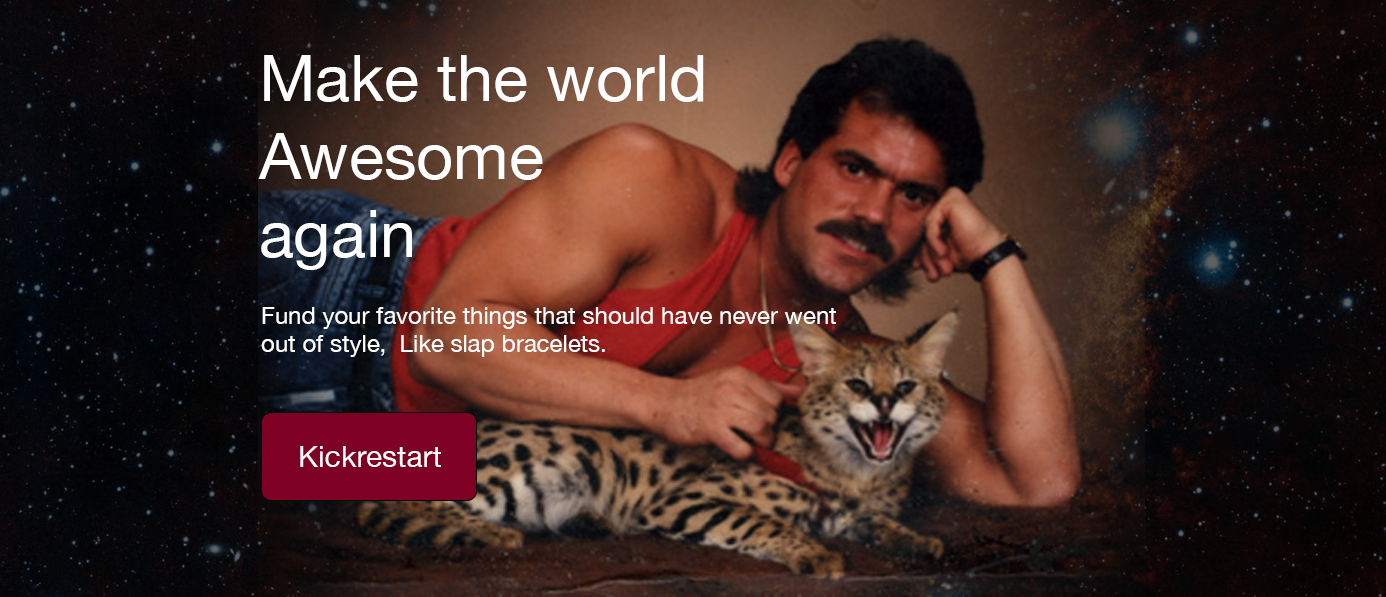 Make the world
Awesome
again
Fund your favorite things that should have never went
out of style,  Like slap bracelets.
Kickrestart